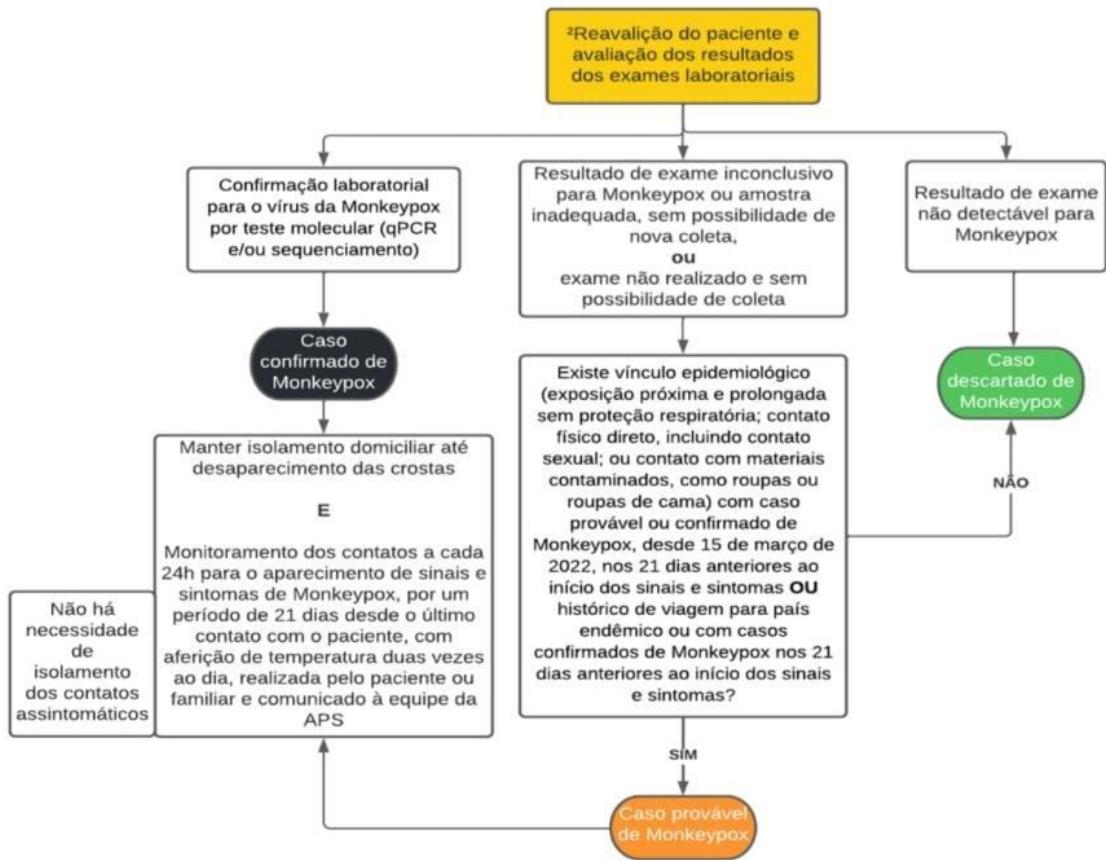 ²Reavalição do paciente e
avaliação dos resultados
dos exames laboratoriais
Confirmação laboratorial
para o vírus da Monkeypox
por teste molecular (qPCR
e/ou sequenciamento)
Resultado de exame inconclusivo
para Monkeypox ou amostra
inadequada, sem possibilidade de
nova coleta,
ou
exame não realizado e sem
possibilidade de coleta
Resultado de exame
não detectável para
Monkeypox
Caso
confirmado de
Monkeypox
Caso
descartado de
Monkeypox
Existe vínculo epidemiológico
(exposição próxima e prolongada
sem proteção respiratória; contato
físico direto, incluindo contato
sexual; ou contato com materiais
contaminados, como roupas ou
roupas de cama) com caso
provável ou confirmado de
Monkeypox, desde 15 de março de
2022, nos 21 dias anteriores ao
início dos sinais e sintomas OU
histórico de viagem para país
endêmico ou com casos
confirmados de Monkeypox nos 21
dias anteriores ao início dos sinais
e sintomas?
NÃO
Manter isolamento domiciliar até
desaparecimento das crostas
E
Monitoramento dos contatos a cada
24h para o aparecimento de sinais e
sintomas de Monkeypox, por um
período de 21 dias desde o último
contato com o paciente, com
aferição de temperatura duas vezes
ao dia, realizada pelo paciente ou
familiar e comunicado à equipe da
APS
Não há
necessidade
de
isolamento
dos contatos
assintomáticos
SIM
Caso provável
de Monkeypox